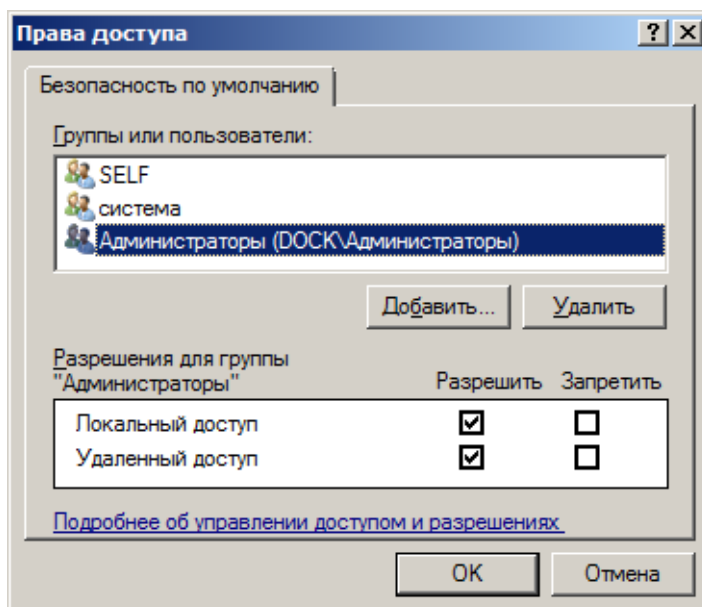 Права доступа
Безопасность по умолчанию
Группы или пользователи:
SELF
система
Администраторы (DOCK\Администраторы)
Добавить... Удалить
Разрешения для группы
"Администраторы" Разрешить Запретить
Локальный доступ
Удаленный доступ
Подробнее об управлении доступом и разрешениях
OK Отмена